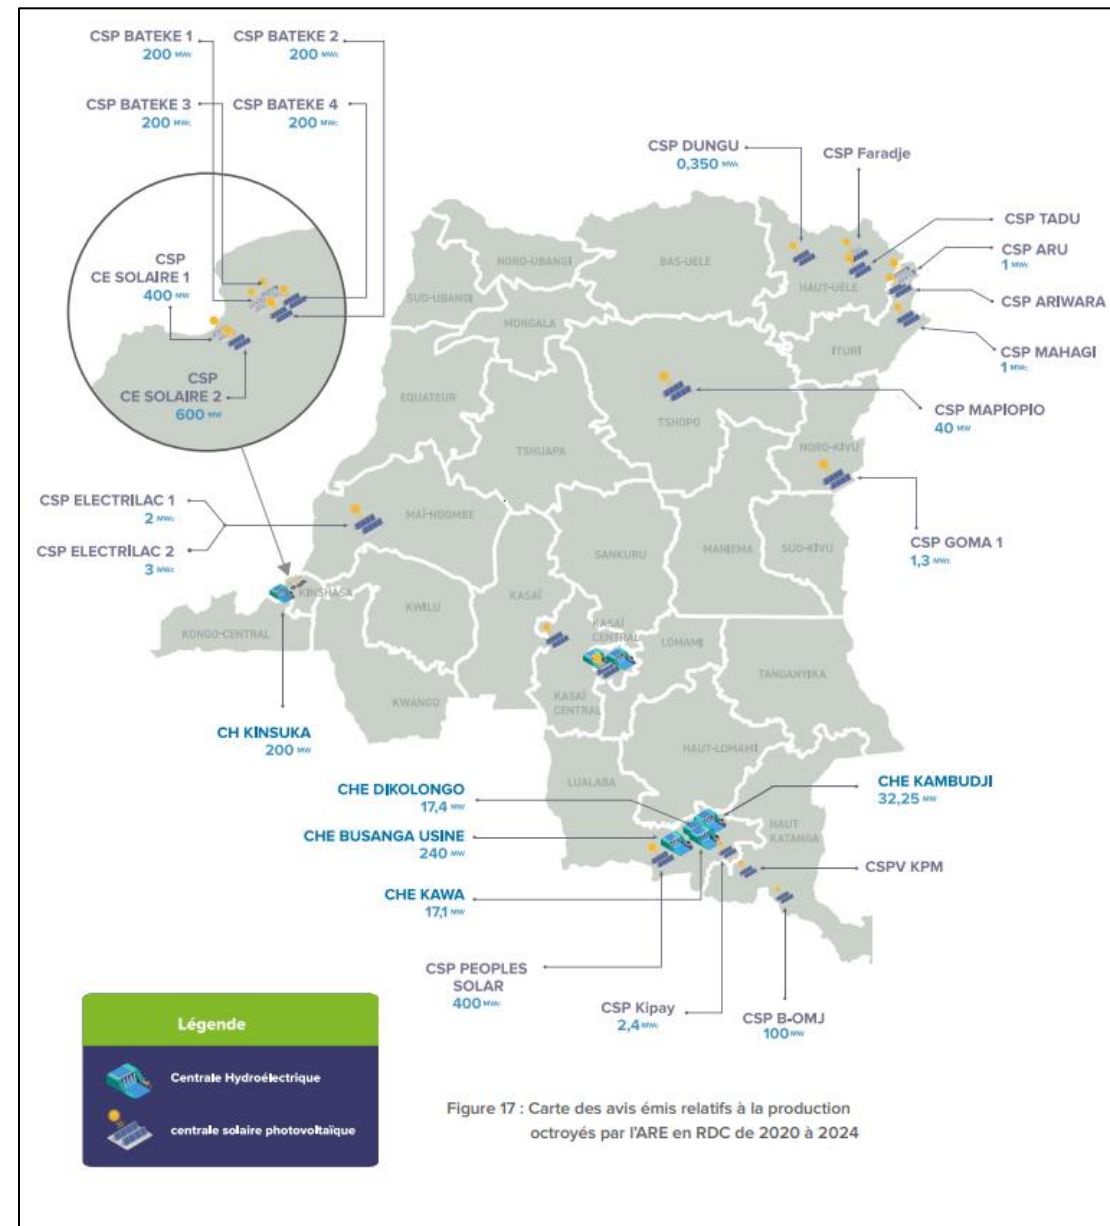 CSP BATEKE 1
200 MWc
CSP BATEKE 2
200 MWc
CSP BATEKE 3
200 MWc
CSP BATEKE 4
200 MWc
CSP DUNGU
0,350 MWc
CSP Faradje
CSP TADU
CSP ARU
1 MWc
CSP ARIWARA
CSP MAHAGI
1 MWc
CSP
CE SOLAIRE 1
400 MW
CSP
CE SOLAIRE 2
600 MW
NORD-UBANGI
BAS-UELE
HAUT-UELE
SUD-UBANGI
MONGALA
ITURI
EQUATEUR
TSHOPO
CSP MAPIOPIO
40 MW
TSHUAPA
NORD-KIVU
CSP ELECTRILAC 1
2 MWc
CSP ELECTRILAC 2
3 MWc
MAÏ-NDOMBE
SANKURU
MANIEMA
SUD-KIVU
CSP GOMA 1
1,3 MWc
KINSHASA
KONGO-CENTRAL
KWILU
KASAÏ
KASAÏ
CENTRAL
LOMAMI
TANGANYIKA
KWANGO
KASAÏ
CENTRAL
CH KINSUKA
200 MW
HAUT-LOMAMI
LUALABA
CHE DIKOLONGO
17,4 MW
CHE KAMBUDJI
32,25 MW
CHE BUSANGA USINE
240 MW
HAUT
KATANGA
CSPV KPM
CHE KAWA
17,1 MW
CSP PEOPLES
SOLAR
400 MWc
CSP Kipay
2,4 MWc
CSP B-OMJ
100 MW
Légende
Centrale Hydroélectrique
centrale solaire photovoltaïque
Figure 17 : Carte des avis émis relatifs à la production
octroyés par l'ARE en RDC de 2020 à 2024